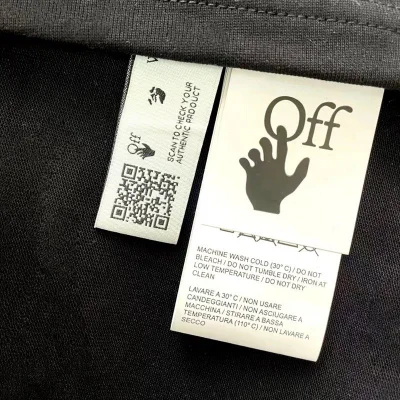 Off
SCAN TO CHECK YOUR
AUTHENTIC PRODUCT
Off
MACHINE WASH COLD (30° C) / DO NOT
BLEACH / DO NOT TUMBLE DRY / IRON AT
LOW TEMPERATURE / DO NOT DRY
CLEAN
LAVARE A 30° C / NON USARE
CANDEGGIANTI / NON ASCIUGARE A
MACCHINA / STIRARE A BASSA
TEMPERATURA (110° C) / NON LAVARE A
SECCO